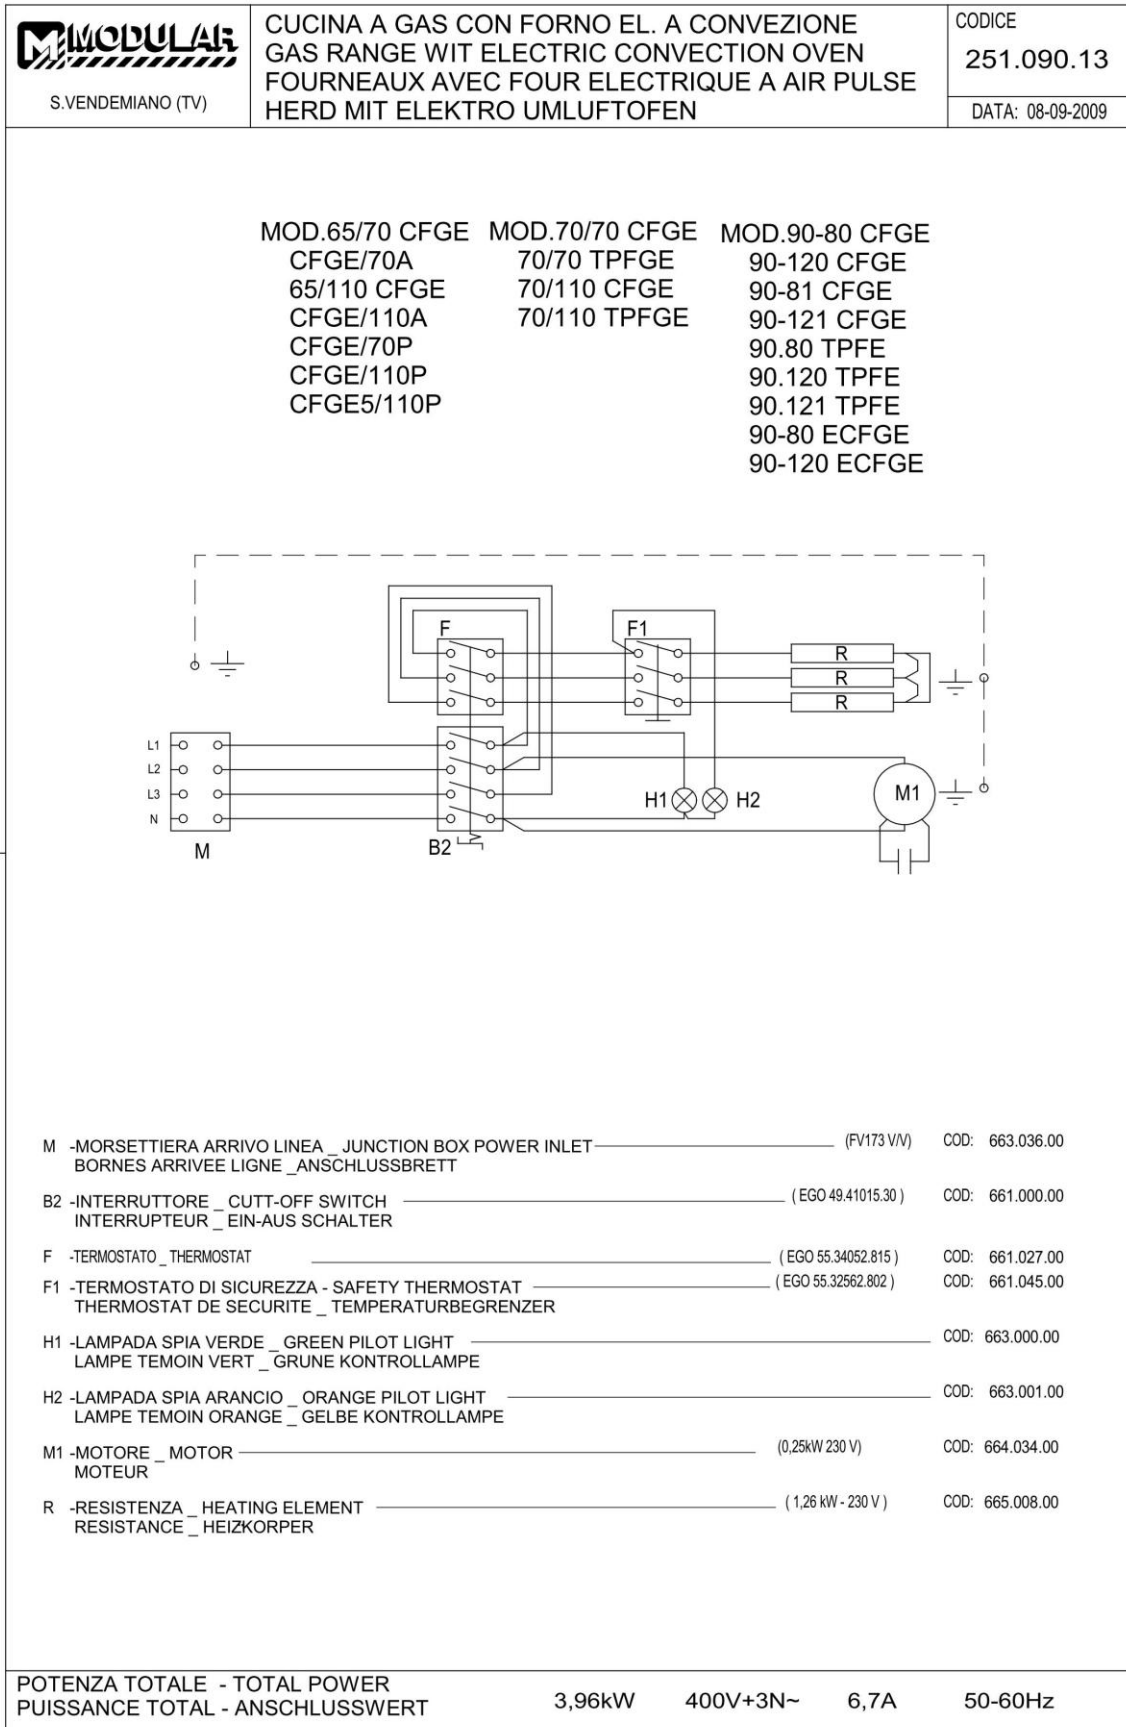 MODULAR
S.VENDEMIANO (TV)
CUCINA A GAS CON FORNO EL. A CONVEZIONE
GAS RANGE WIT ELECTRIC CONVECTION OVEN
FOURNEAUX AVEC FOUR ELECTRIQUE A AIR PULSE
HERD MIT ELEKTRO UMLUFTOFEN
CODICE
251.090.13
DATA: 08-09-2009
MOD.65/70 CFGE
CFGE/70A
65/110 CFGE
CFGE/110A
CFGE/70P
CFGE/110P
CFGE5/110P
MOD.70/70 CFGE
70/70 TPFGE
70/110 CFGE
70/110 TPFGE
MOD.90-80 CFGE
90-120 CFGE
90-81 CFGE
90-121 CFGE
90.80 TPFE
90.120 TPFE
90.121 TPFE
90-80 ECFGE
90-120 ECFGE
F
F1
R
R
R
L1
L2
L3
N
M
B2
H1
H2
M1
M -MORSETTIERA ARRIVO LINEA _ JUNCTION BOX POWER INLET (FV173 V/V) COD: 663.036.00
BORNES ARRIVEE LIGNE _ANSCHLUSSBRETT
B2 -INTERRUTTORE _ CUTT-OFF SWITCH ( EGO 49.41015.30 ) COD: 661.000.00
INTERRUPTEUR _ EIN-AUS SCHALTER
F -TERMOSTATO _ THERMOSTAT ( EGO 55.34052.815 ) COD: 661.027.00
F1 -TERMOSTATO DI SICUREZZA - SAFETY THERMOSTAT ( EGO 55.32562.802 ) COD: 661.045.00
THERMOSTAT DE SECURITE _ TEMPERATURBEGRENZER
H1 -LAMPADA SPIA VERDE _ GREEN PILOT LIGHT COD: 663.000.00
LAMPE TEMOIN VERT _ GRUNE KONTROLLAMPE
H2 -LAMPADA SPIA ARANCIO _ ORANGE PILOT LIGHT COD: 663.001.00
LAMPE TEMOIN ORANGE _ GELBE KONTROLLAMPE
M1 -MOTORE _ MOTOR (0,25kW 230 V) COD: 664.034.00
MOTEUR
R -RESISTENZA _ HEATING ELEMENT ( 1,26 kW - 230 V ) COD: 665.008.00
RESISTANCE _ HEIZKORPER
POTENZA TOTALE - TOTAL POWER
PUISSANCE TOTAL - ANSCHLUSSWERT
3,96kW 400V+3N~ 6,7A 50-60Hz